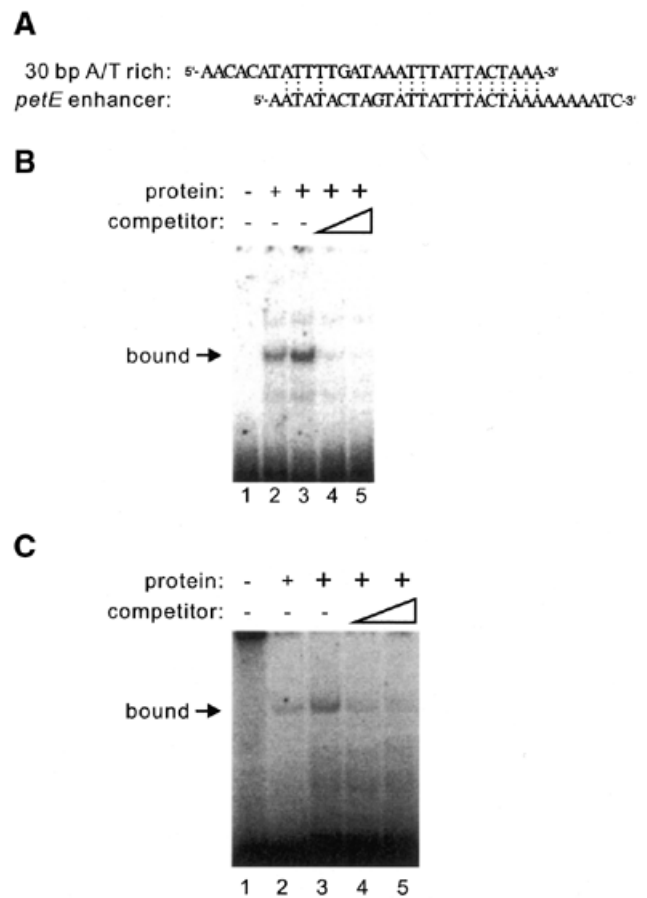 A
30 bp A/T rich: 5'-AACACATATTTTGATAAATTTATTACTAAA-3'
petE enhancer: 5'-AATATACTAGTATTATTTACTAAAAAAAATC-3'
B
protein: - + + + +
competitor: - - -
bound
1 2 3 4 5
C
protein: - + + + +
competitor: - - -
bound
1 2 3 4 5